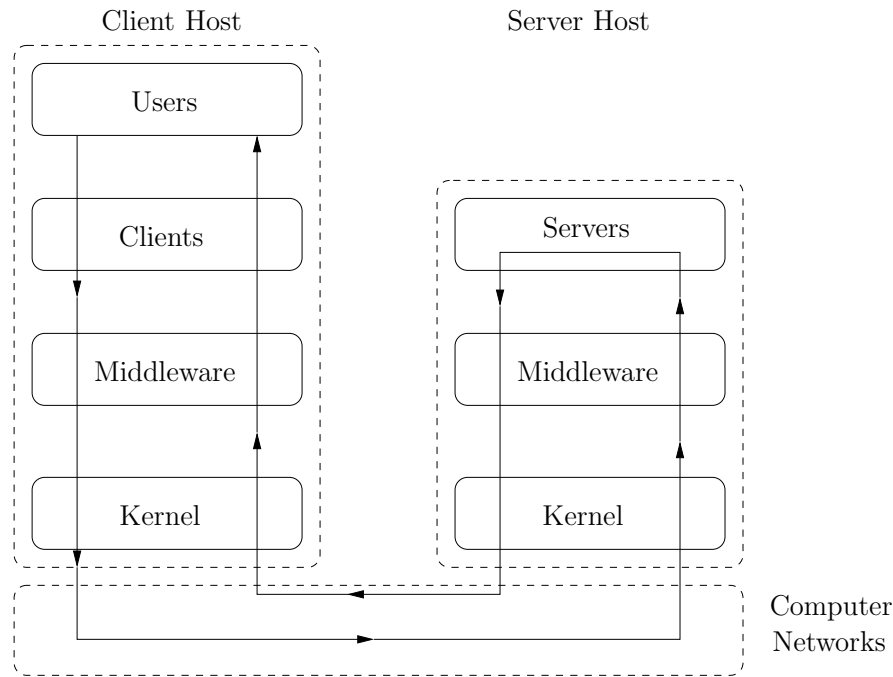 Client Host
Server Host
Users
Clients
Servers
Middleware
Middleware
Kernel
Kernel
Computer
Networks